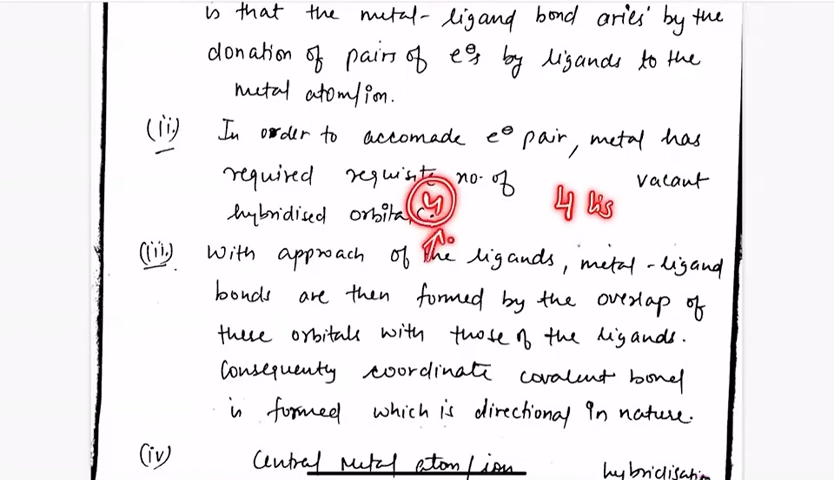 is that the metal-ligand bond aries by the
donation of pairs of e⊖s by ligands to the
metal atom/ion.
(ii) In order to accomade e⊖ pair, metal has
required requisite no. of vacant
hybridised orbitals
4
4 lis
(iii) With approach of the ligands, metal-ligand
bonds are then formed by the overlap of
these orbitals with those of the ligands.
Consequenty coordinate covalent bond
is formed which is directional in nature.
(iv) Central metal atom/ion hybridisation